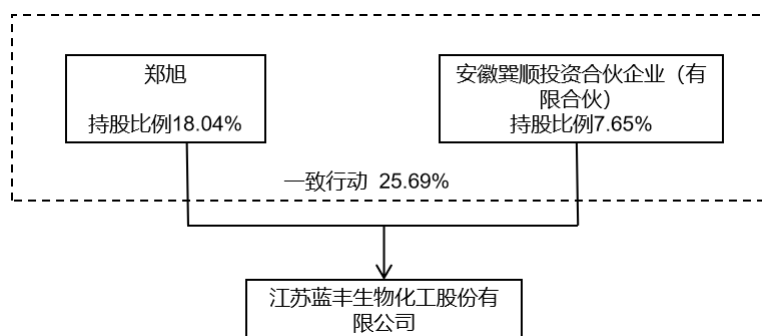 郑旭
持股比例18.04%
安徽巽顺投资合伙企业（有
限合伙）
持股比例7.65%
一致行动 25.69%
江苏蓝丰生物化工股份有
限公司